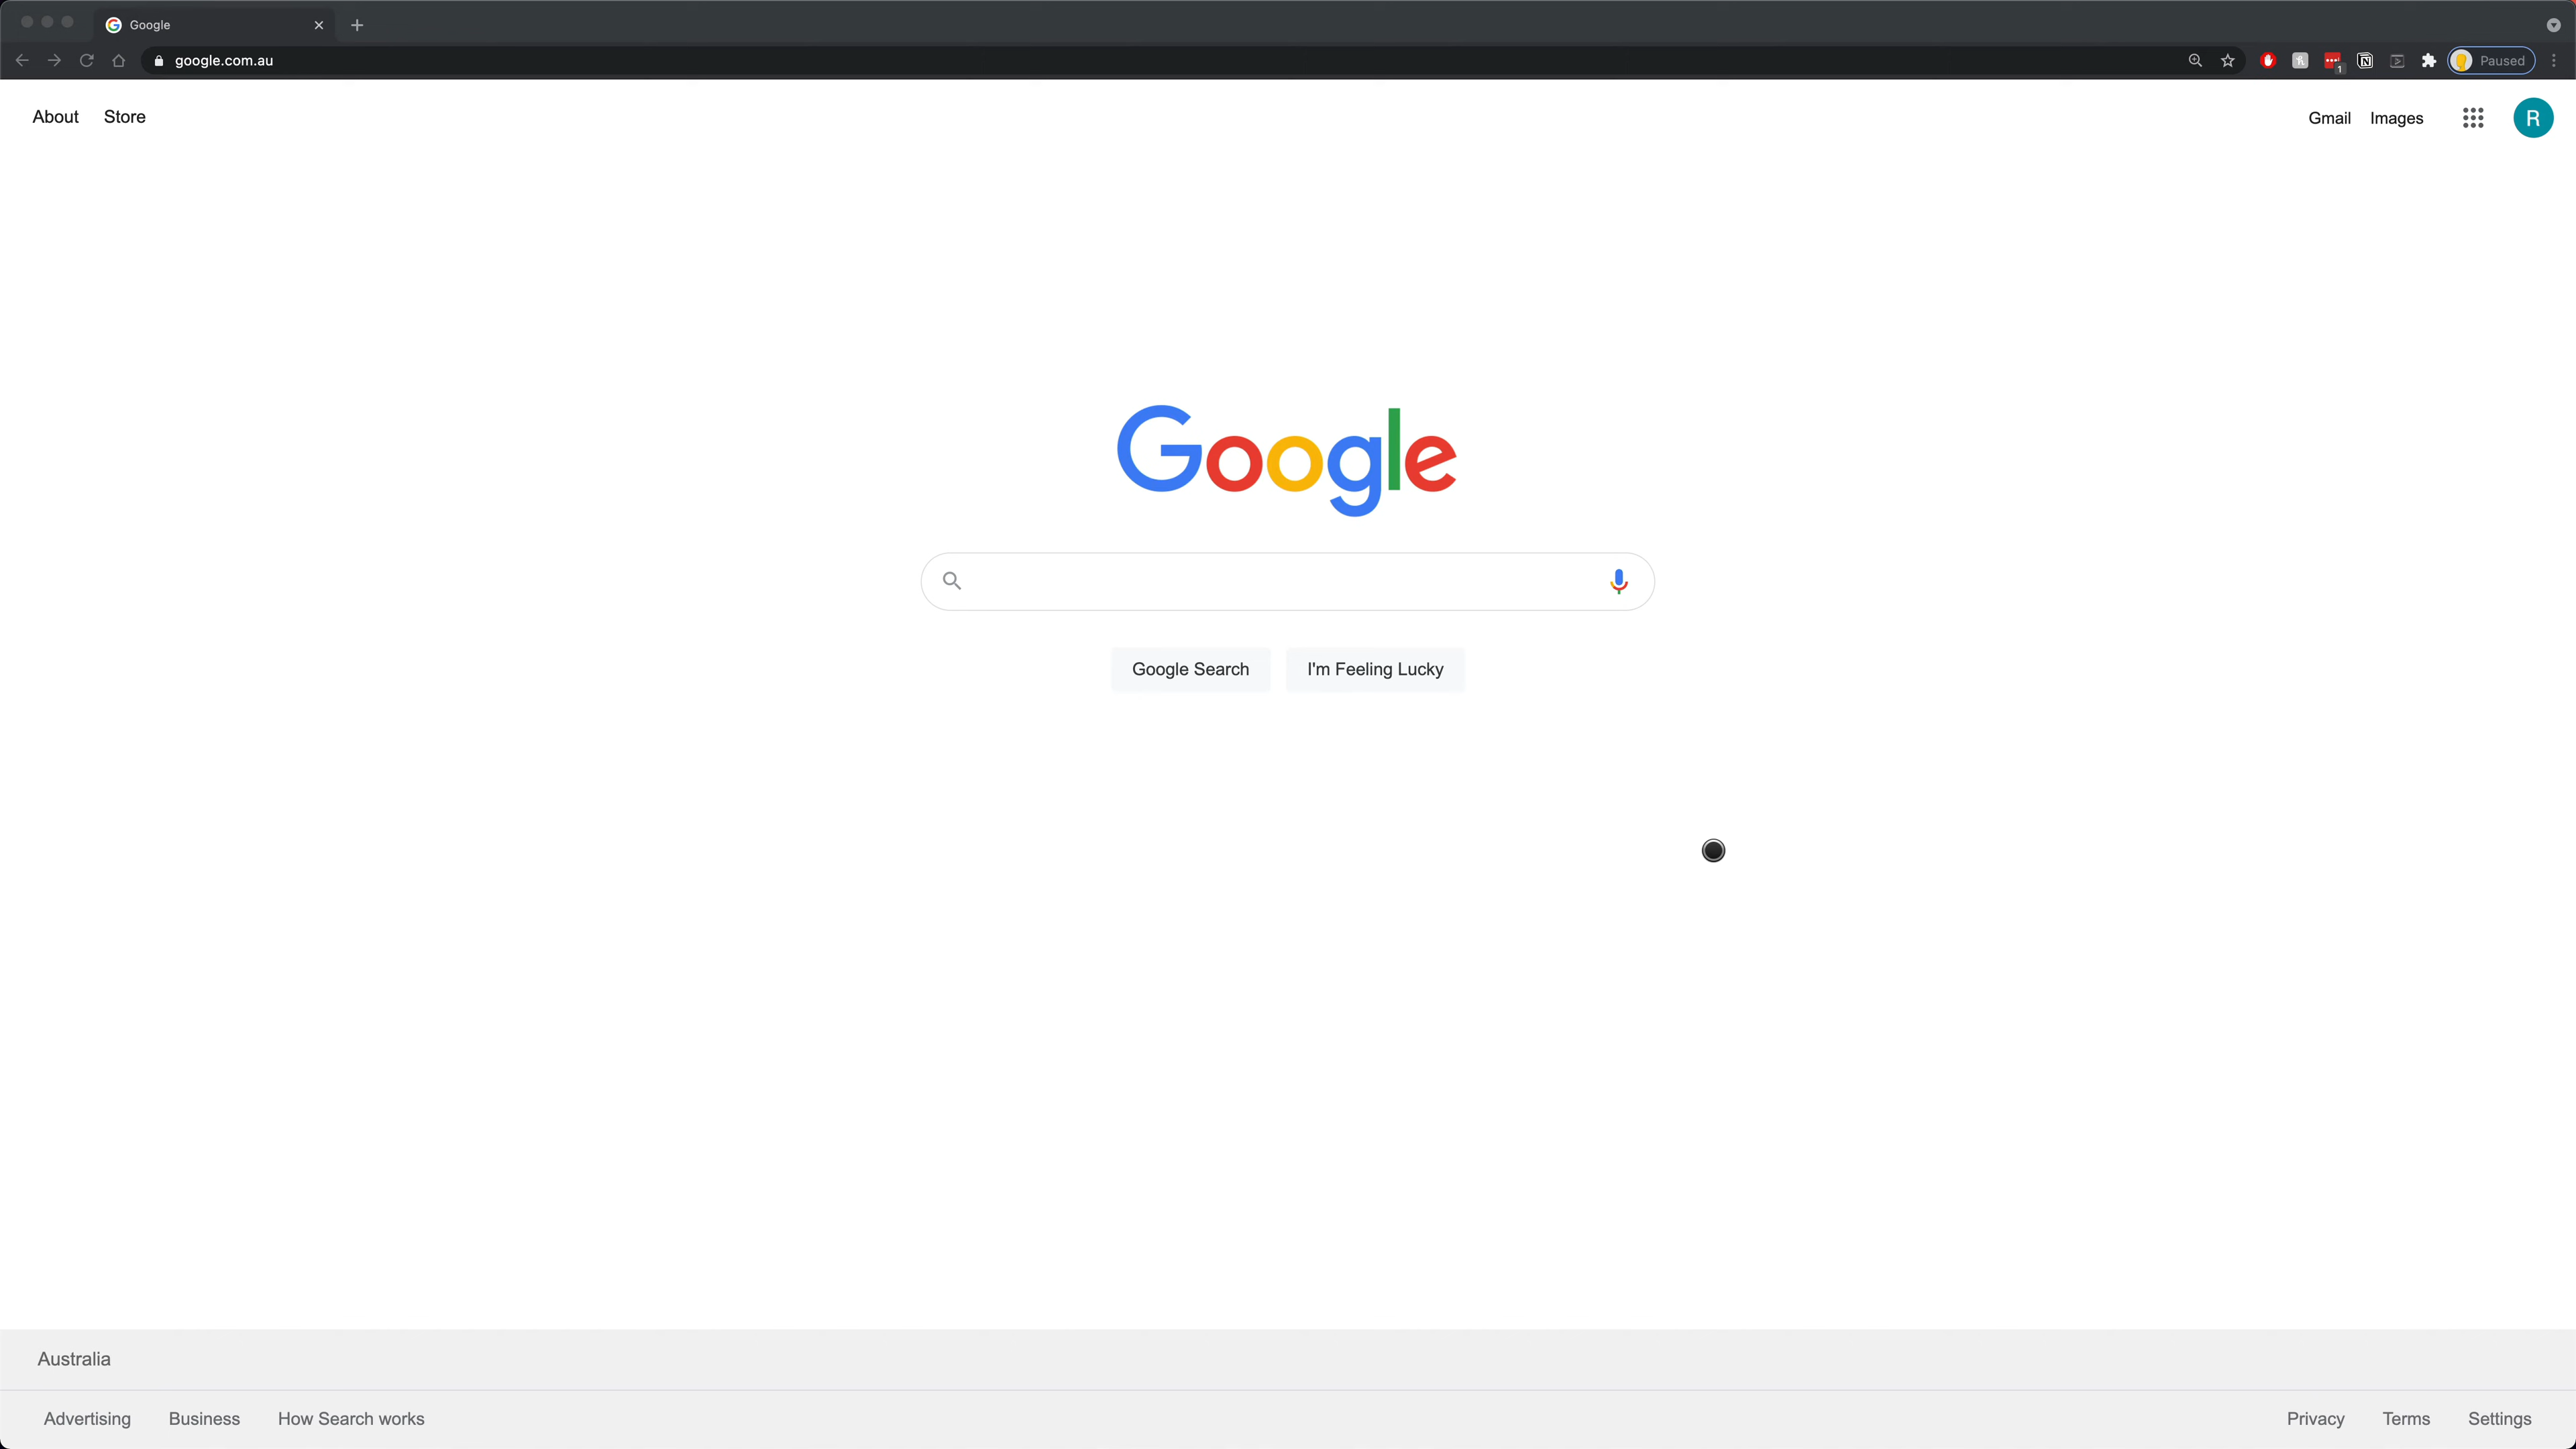 Google
google.com.au
1
Paused
About Store
Gmail Images
R
Google
Google Search I'm Feeling Lucky
Australia
Advertising Business How Search works
Privacy Terms Settings